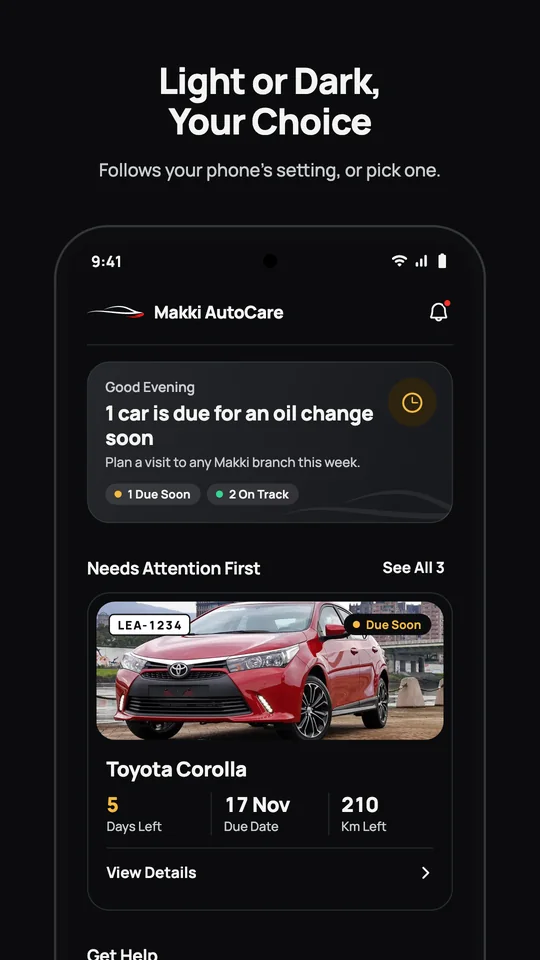 Light or Dark,
Your Choice
Follows your phone's setting, or pick one.
9:41
Makki AutoCare
Good Evening
1 car is due for an oil change
soon
Plan a visit to any Makki branch this week.
1 Due Soon
2 On Track
Needs Attention First
See All 3
LEA-1234
Due Soon
Toyota Corolla
5
Days Left
17 Nov
Due Date
210
Km Left
View Details
Get Help